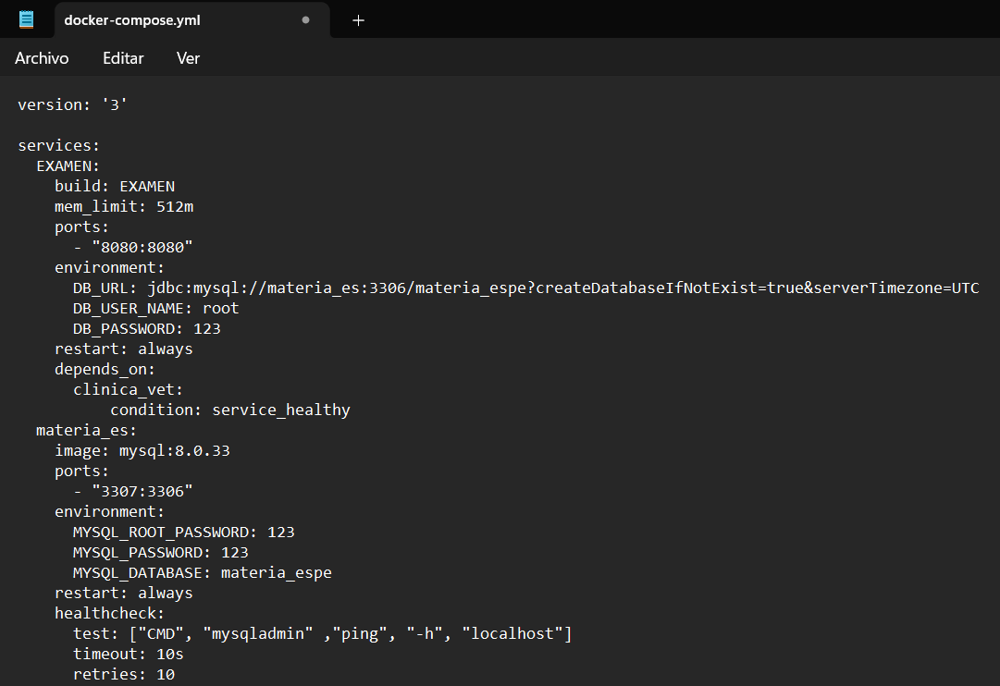 docker-compose.yml
Archivo Editar Ver
version: '3'
services:
  EXAMEN:
    build: EXAMEN
    mem_limit: 512m
    ports:
      - "8080:8080"
    environment:
      DB_URL: jdbc:mysql://materia_es:3306/materia_espe?createDatabaseIfNotExist=true&serverTimezone=UTC
      DB_USER_NAME: root
      DB_PASSWORD: 123
    restart: always
    depends_on:
      clinica_vet:
          condition: service_healthy
  materia_es:
    image: mysql:8.0.33
    ports:
      - "3307:3306"
    environment:
      MYSQL_ROOT_PASSWORD: 123
      MYSQL_PASSWORD: 123
      MYSQL_DATABASE: materia_espe
    restart: always
    healthcheck:
      test: ["CMD", "mysqladmin" ,"ping", "-h", "localhost"]
      timeout: 10s
      retries: 10